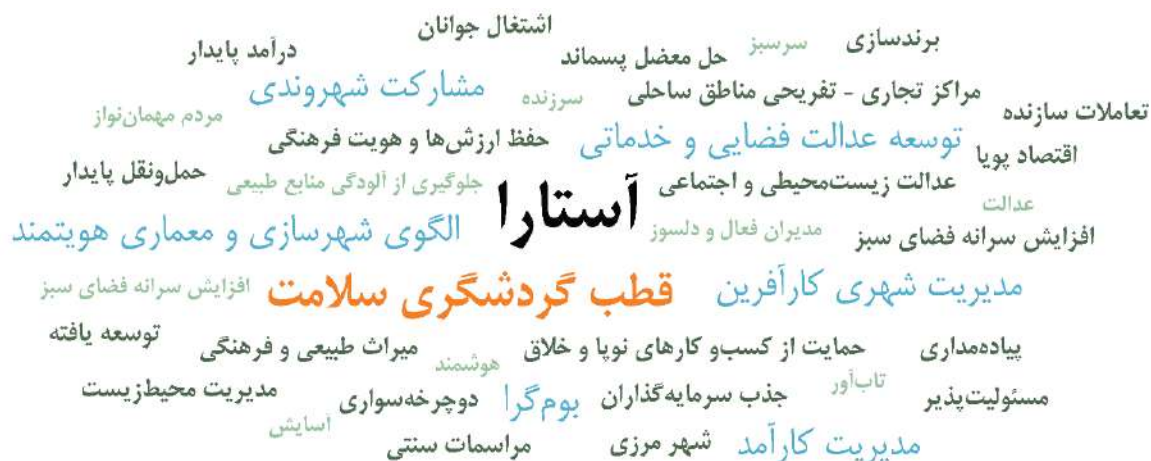 اشتغال جوانان
برندسازی
سرسبز
حل معضل پسماند
درآمد پایدار
مراکز تجاری - تفریحی مناطق ساحلی
سرزنده
مشارکت شهروندی
تعاملات سازنده
مردم مهمان‌نواز
توسعه عدالت فضایی و خدماتی
حفظ ارزش‌ها و هویت فرهنگی
اقتصاد پویا
عدالت زیست‌محیطی و اجتماعی
جلوگیری از آلودگی منابع طبیعی
حمل‌ونقل پایدار
عدالت
آستارا
افزایش سرانه فضای سبز
مدیران فعال و دلسوز
الگوی شهرسازی و معماری هویتمند
مدیریت شهری کارآفرین
قطب گردشگری سلامت
افزایش سرانه فضای سبز
پیاده‌مداری
حمایت از کسب‌و کارهای نوپا و خلاق
میراث طبیعی و فرهنگی
توسعه یافته
هوشمند
تاب‌آور
مسئولیت‌پذیر
جذب سرمایه‌گذاران
بوم‌گرا
دوچرخه‌سواری
مدیریت محیط‌زیست
آسایش
مدیریت کارآمد
شهر مرزی
مراسمات سنتی